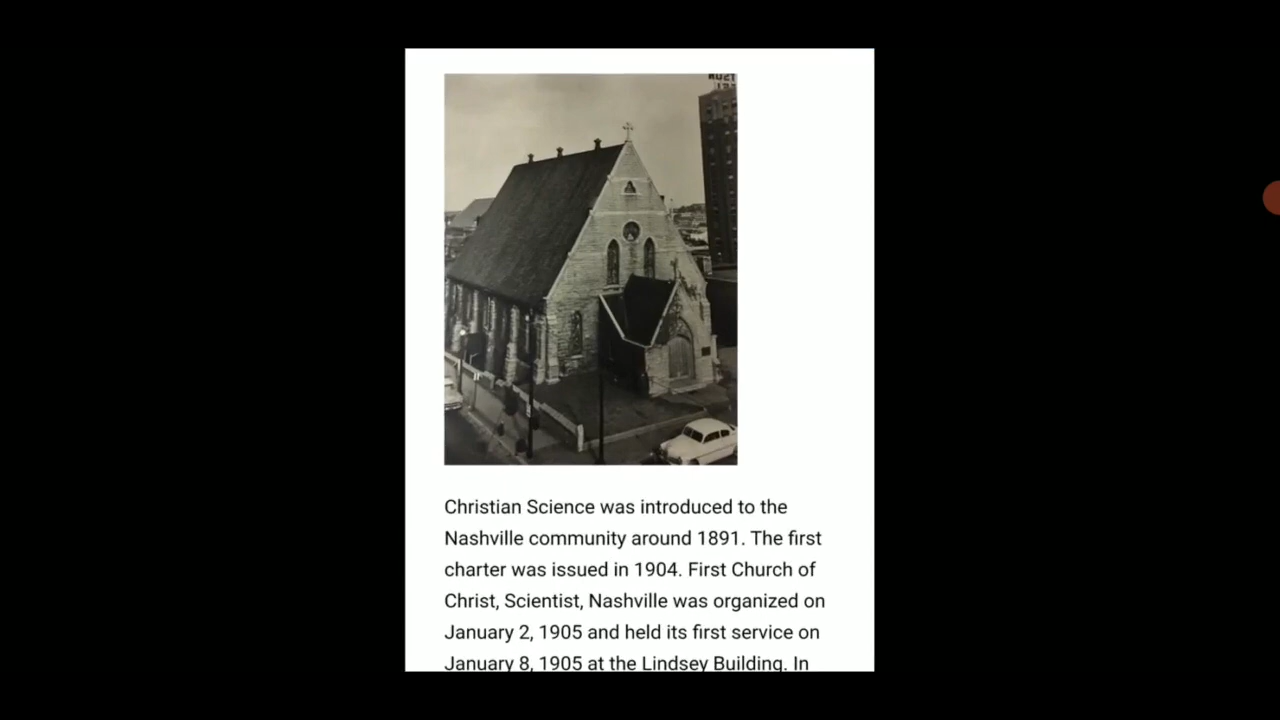 Christian Science was introduced to the
Nashville community around 1891. The first
charter was issued in 1904. First Church of
Christ, Scientist, Nashville was organized on
January 2, 1905 and held its first service on
January 8, 1905 at the Lindsey Building. In